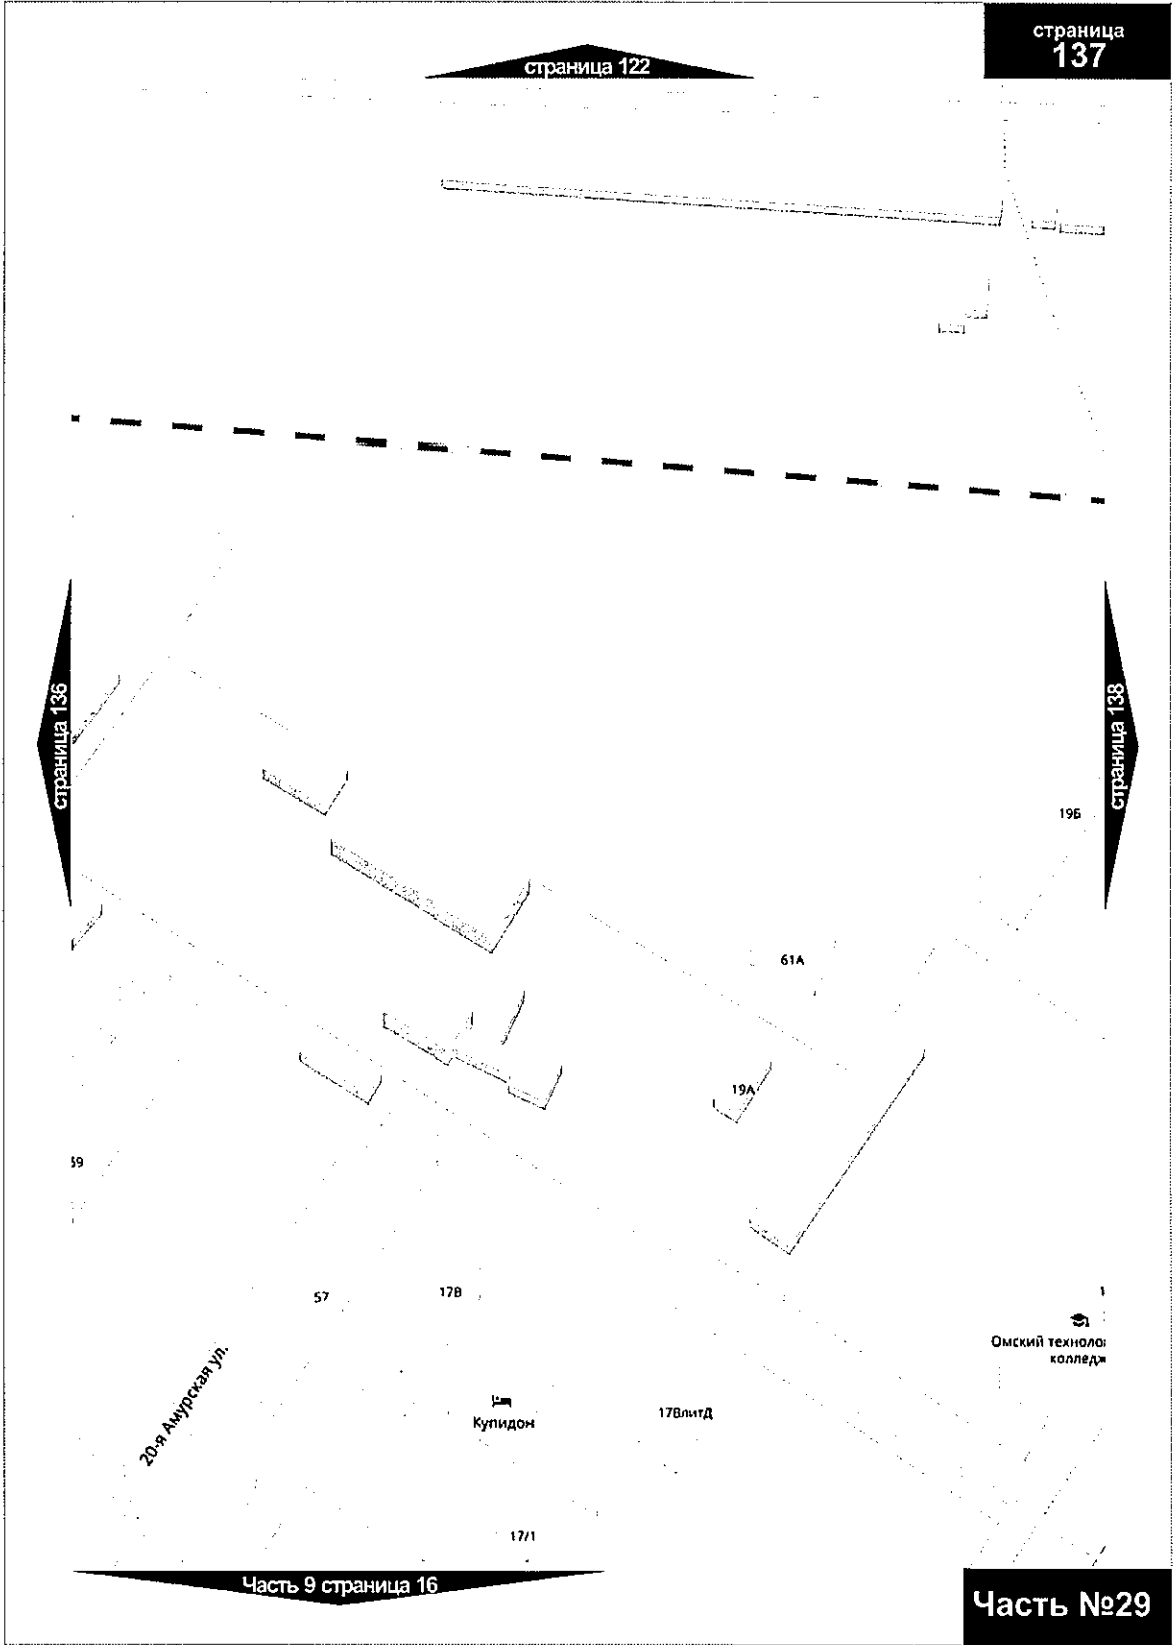 страница
137
страница 122
страница 136
страница 138
19Б
61А
19А
59
57
17В
1
Омский техноло
колледж
20-я Амурская ул.
Купидон
17ВлитД
17/1
Часть 9 страница 16
Часть №29